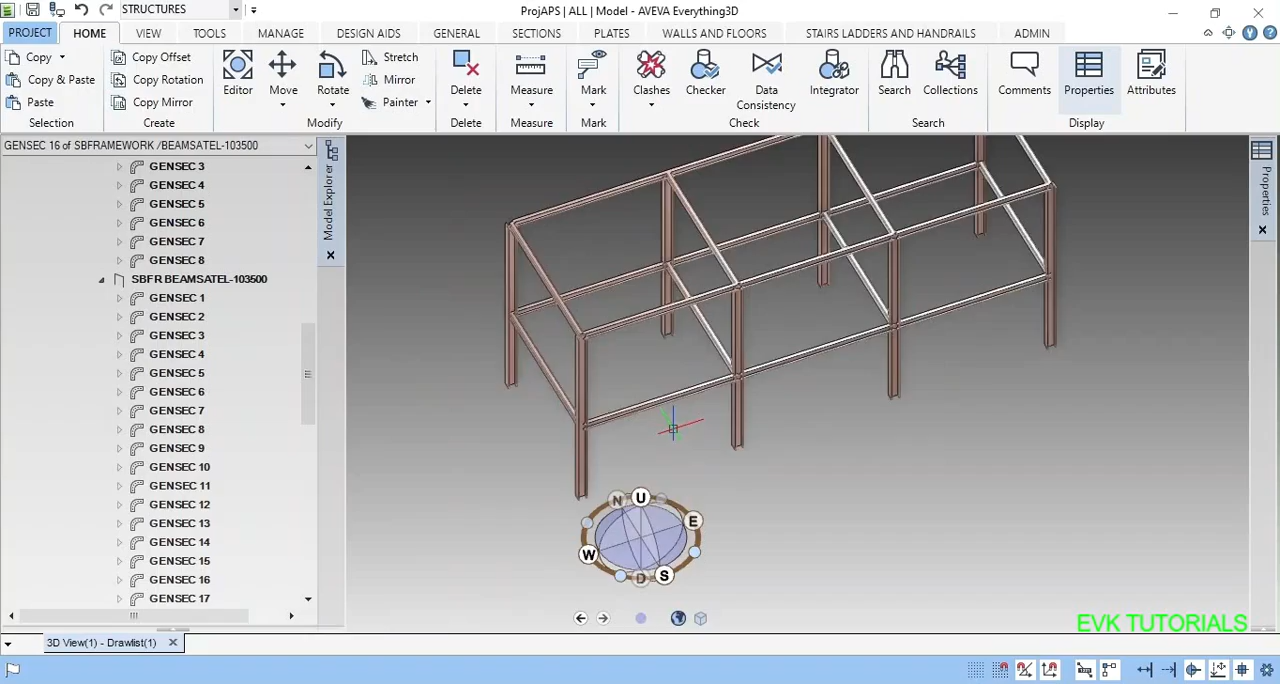 STRUCTURES
ProjAPS | ALL | Model - AVEVA Everything3D
PROJECT HOME VIEW TOOLS MANAGE DESIGN AIDS GENERAL SECTIONS PLATES WALLS AND FLOORS STAIRS LADDERS AND HANDRAILS ADMIN
Copy Copy Offset Stretch
Copy & Paste Copy Rotation Mirror
Paste Copy Mirror Painter
Editor Move Rotate Delete Measure Mark Clashes Checker Data Consistency Integrator Search Collections Comments Properties Attributes
Selection Create Modify Delete Measure Mark Check Search Display
GENSEC 16 of SBFRAMEWORK /BEAMSATEL-103500
GENSEC 3
GENSEC 4
GENSEC 5
GENSEC 6
GENSEC 7
GENSEC 8
SBFR BEAMSATEL-103500
GENSEC 1
GENSEC 2
GENSEC 3
GENSEC 4
GENSEC 5
GENSEC 6
GENSEC 7
GENSEC 8
GENSEC 9
GENSEC 10
GENSEC 11
GENSEC 12
GENSEC 13
GENSEC 14
GENSEC 15
GENSEC 16
GENSEC 17
Model Explorer
Properties
N U
E
W
D S
EVK TUTORIALS
3D View(1) - Drawlist(1)